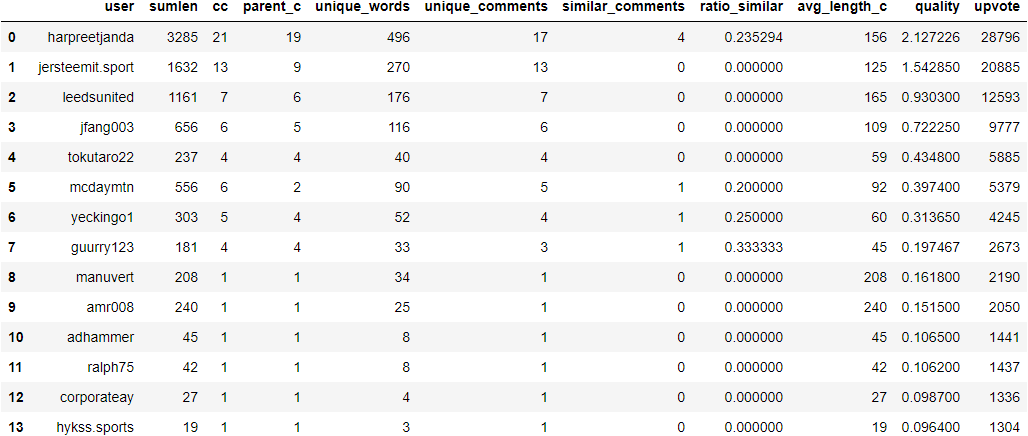 user sumlen cc parent_c unique_words unique_comments similar_comments ratio_similar avg_length_c quality upvote
0 harpreetjanda 3285 21 19 496 17 4 0.235294 156 2.127226 28796
1 jersteemit.sport 1632 13 9 270 13 0 0.000000 125 1.542850 20885
2 leedsunited 1161 7 6 176 7 0 0.000000 165 0.930300 12593
3 jfang003 656 6 5 116 6 0 0.000000 109 0.722250 9777
4 tokutaro22 237 4 4 40 4 0 0.000000 59 0.434800 5885
5 mcdaymtn 556 6 2 90 5 1 0.200000 92 0.397400 5379
6 yeckingo1 303 5 4 52 4 1 0.250000 60 0.313650 4245
7 guurry123 181 4 4 33 3 1 0.333333 45 0.197467 2673
8 manuvert 208 1 1 34 1 0 0.000000 208 0.161800 2190
9 amr008 240 1 1 25 1 0 0.000000 240 0.151500 2050
10 adhammer 45 1 1 8 1 0 0.000000 45 0.106500 1441
11 ralph75 42 1 1 8 1 0 0.000000 42 0.106200 1437
12 corporateay 27 1 1 4 1 0 0.000000 27 0.098700 1336
13 hykss.sports 19 1 1 3 1 0 0.000000 19 0.096400 1304